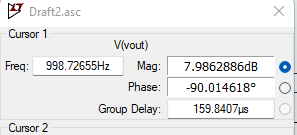 Draft2.asc
Cursor 1
V(vout)
Freq: 998.72655Hz Mag: 7.9862886dB
Phase: -90.014618°
Group Delay: 159.8407µs
Cursor 2